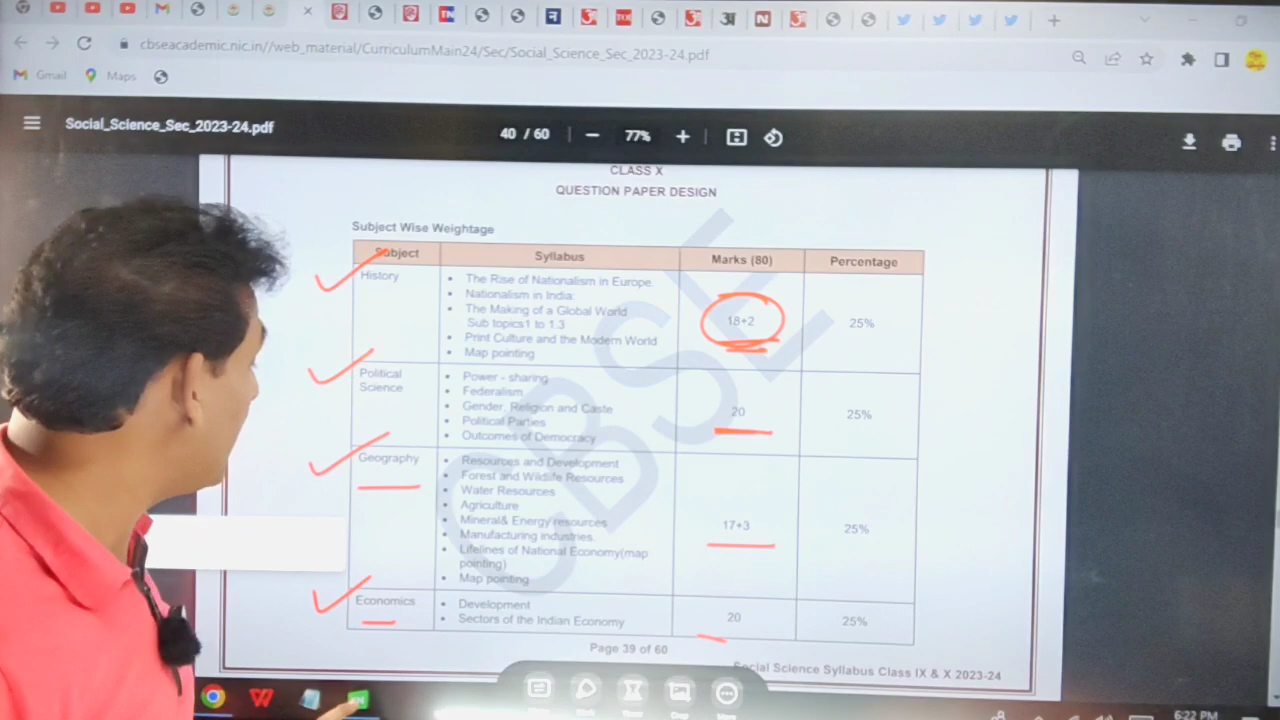 cbseacademic.nic.in//web_material/CurriculumMain24/Sec/Social_Science_Sec_2023-24.pdf
Gmail Maps
Social_Science_Sec_2023-24.pdf 40 / 60 77%
CLASS X
QUESTION PAPER DESIGN
Subject Wise Weightage
Subject Syllabus Marks (80) Percentage
History
• The Rise of Nationalism in Europe.
• Nationalism in India:
• The Making of a Global World
Sub topics1 to 1.3
• Print Culture and the Modern World
• Map pointing
18+2 25%
Political
Science
• Power - sharing
• Federalism
• Gender, Religion and Caste
• Political Parties
• Outcomes of Democracy
20 25%
Geography
• Resources and Development
• Forest and Wildlife Resources
• Water Resources
• Agriculture
• Mineral& Energy resources
• Manufacturing industries.
• Lifelines of National Economy(map
pointing)
• Map pointing
17+3 25%
Economics
• Development
• Sectors of the Indian Economy
20 25%
CBSE
Page 39 of 60
Social Science Syllabus Class IX & X 2023-24
6:22 PM